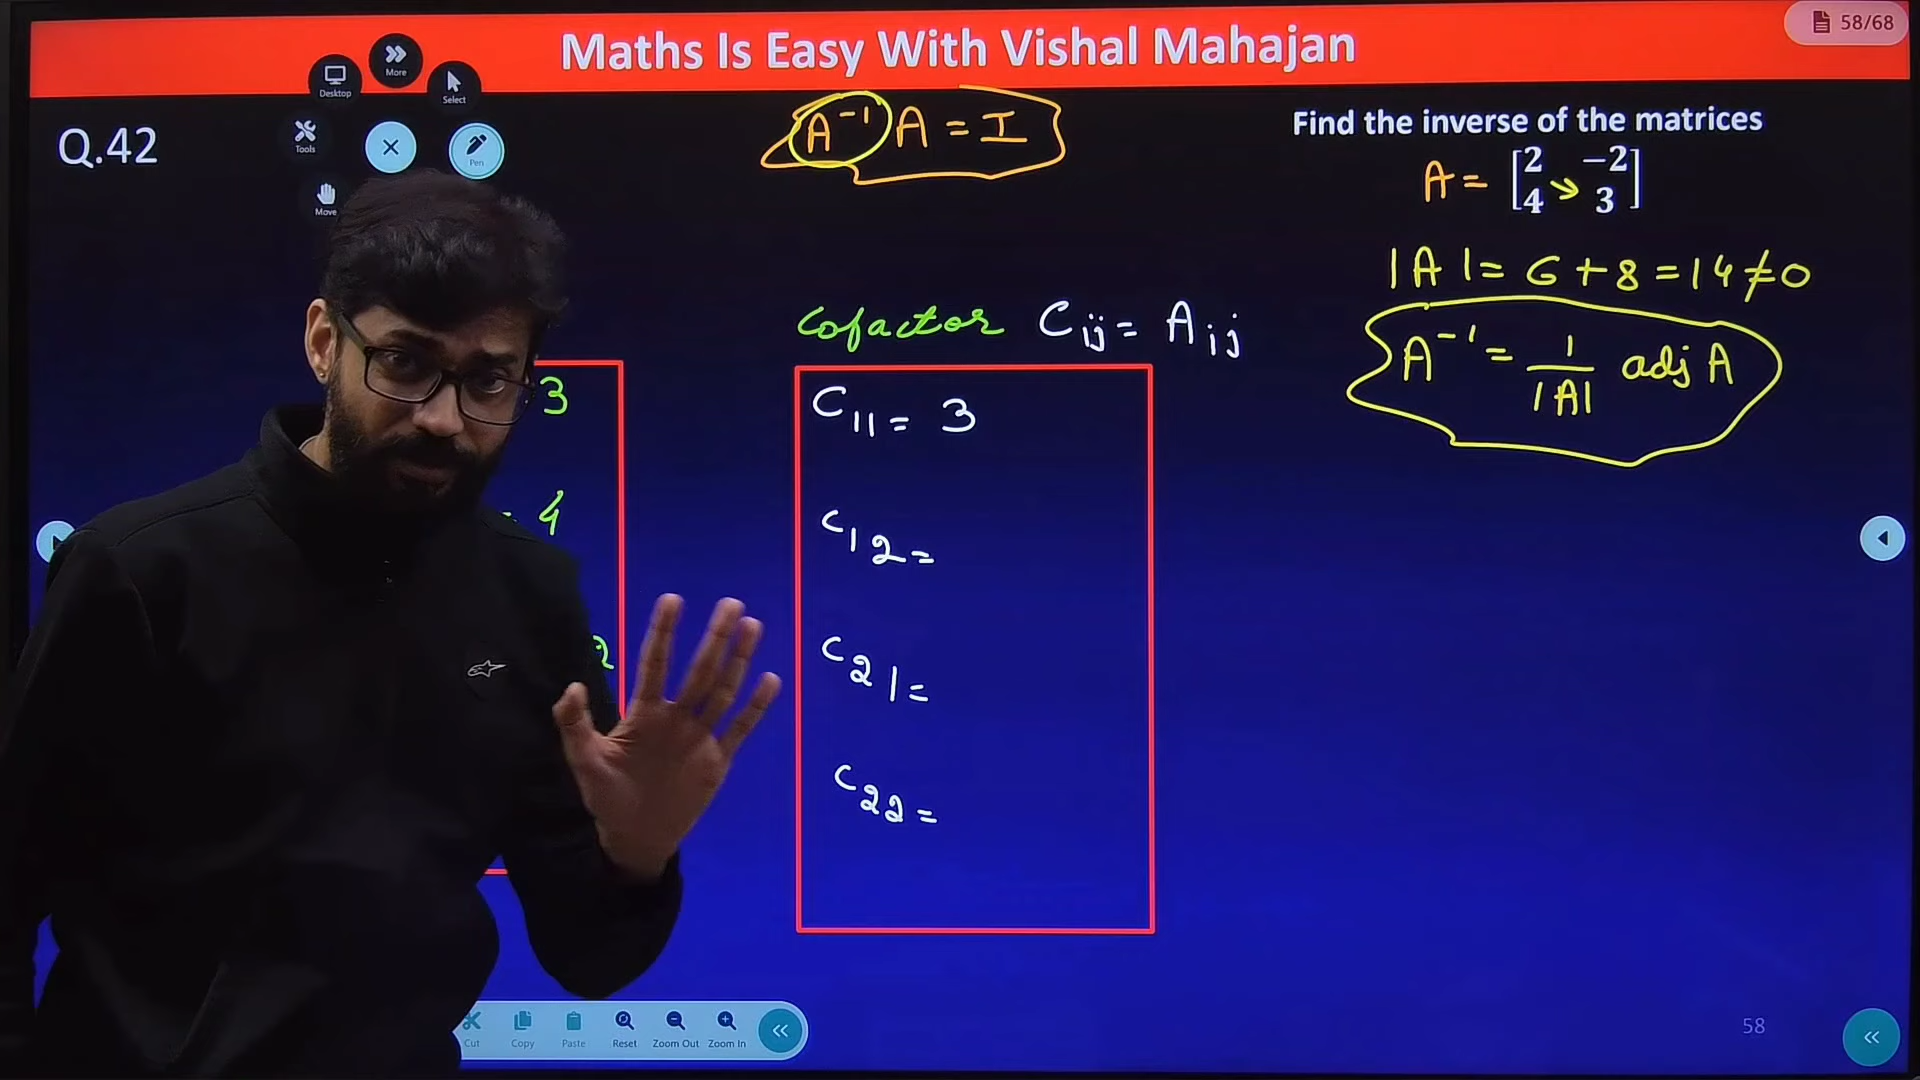 58/68
Maths Is Easy With Vishal Mahajan
More
Desktop
Select
Tools
Pen
Move
Q.42
A⁻¹ A = I
Find the inverse of the matrices
A = [2 -2
4 3]
|A| = 6 + 8 = 14 ≠ 0
cofactor Cij = Aij
A⁻¹ = 1/|A| adj A
3
C11 = 3
4
C12 =
2
C21 =
C22 =
Cut
Copy
Paste
Reset
Zoom Out
Zoom In
58